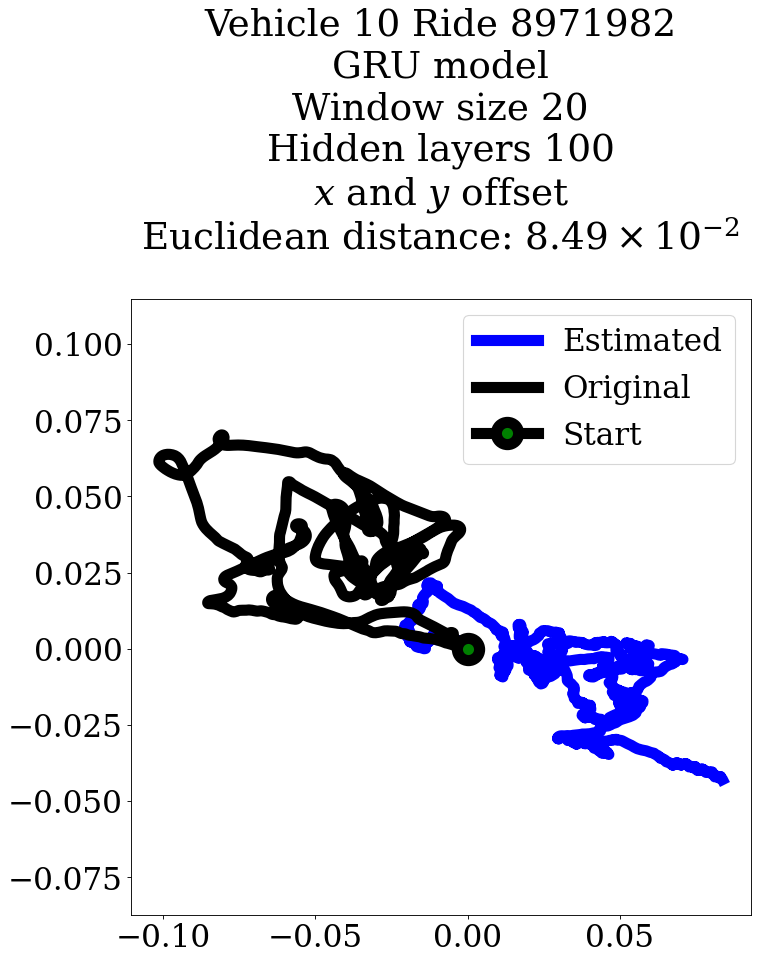 Vehicle 10 Ride 8971982
GRU model
Window size 20
Hidden layers 100
x and y offset
Euclidean distance: 8.49 × 10⁻²
Estimated
Original
Start
0.100
0.075
0.050
0.025
0.000
−0.025
−0.050
−0.075
−0.10 −0.05 0.00 0.05